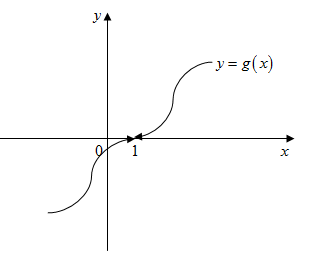 y
y = g(x)
0 1 x